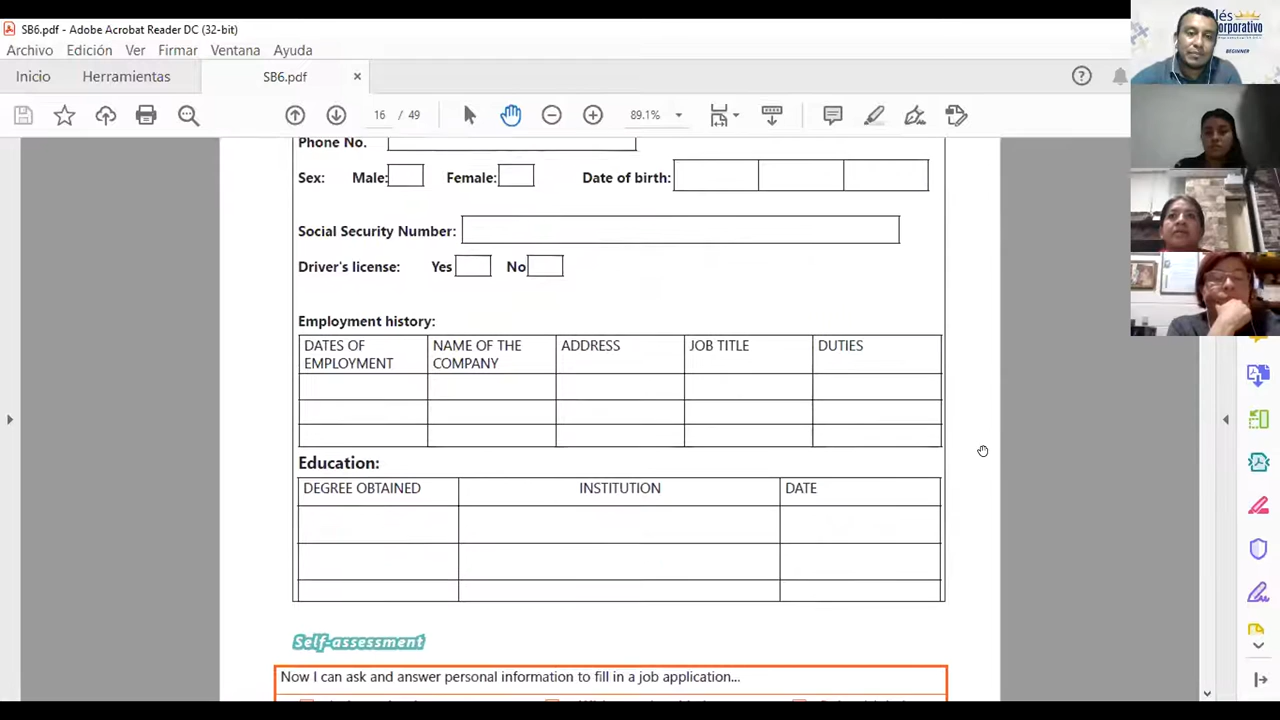 SB6.pdf - Adobe Acrobat Reader DC (32-bit)
Archivo Edición Ver Firmar Ventana Ayuda
Inicio Herramientas SB6.pdf
16 / 49 89.1%
Phone No.
Sex: Male: Female: Date of birth:
Social Security Number:
Driver's license: Yes No
Employment history:
DATES OF EMPLOYMENT NAME OF THE COMPANY ADDRESS JOB TITLE DUTIES
Education:
DEGREE OBTAINED INSTITUTION DATE
Self-assessment
Now I can ask and answer personal information to fill in a job application...
BEGINNER